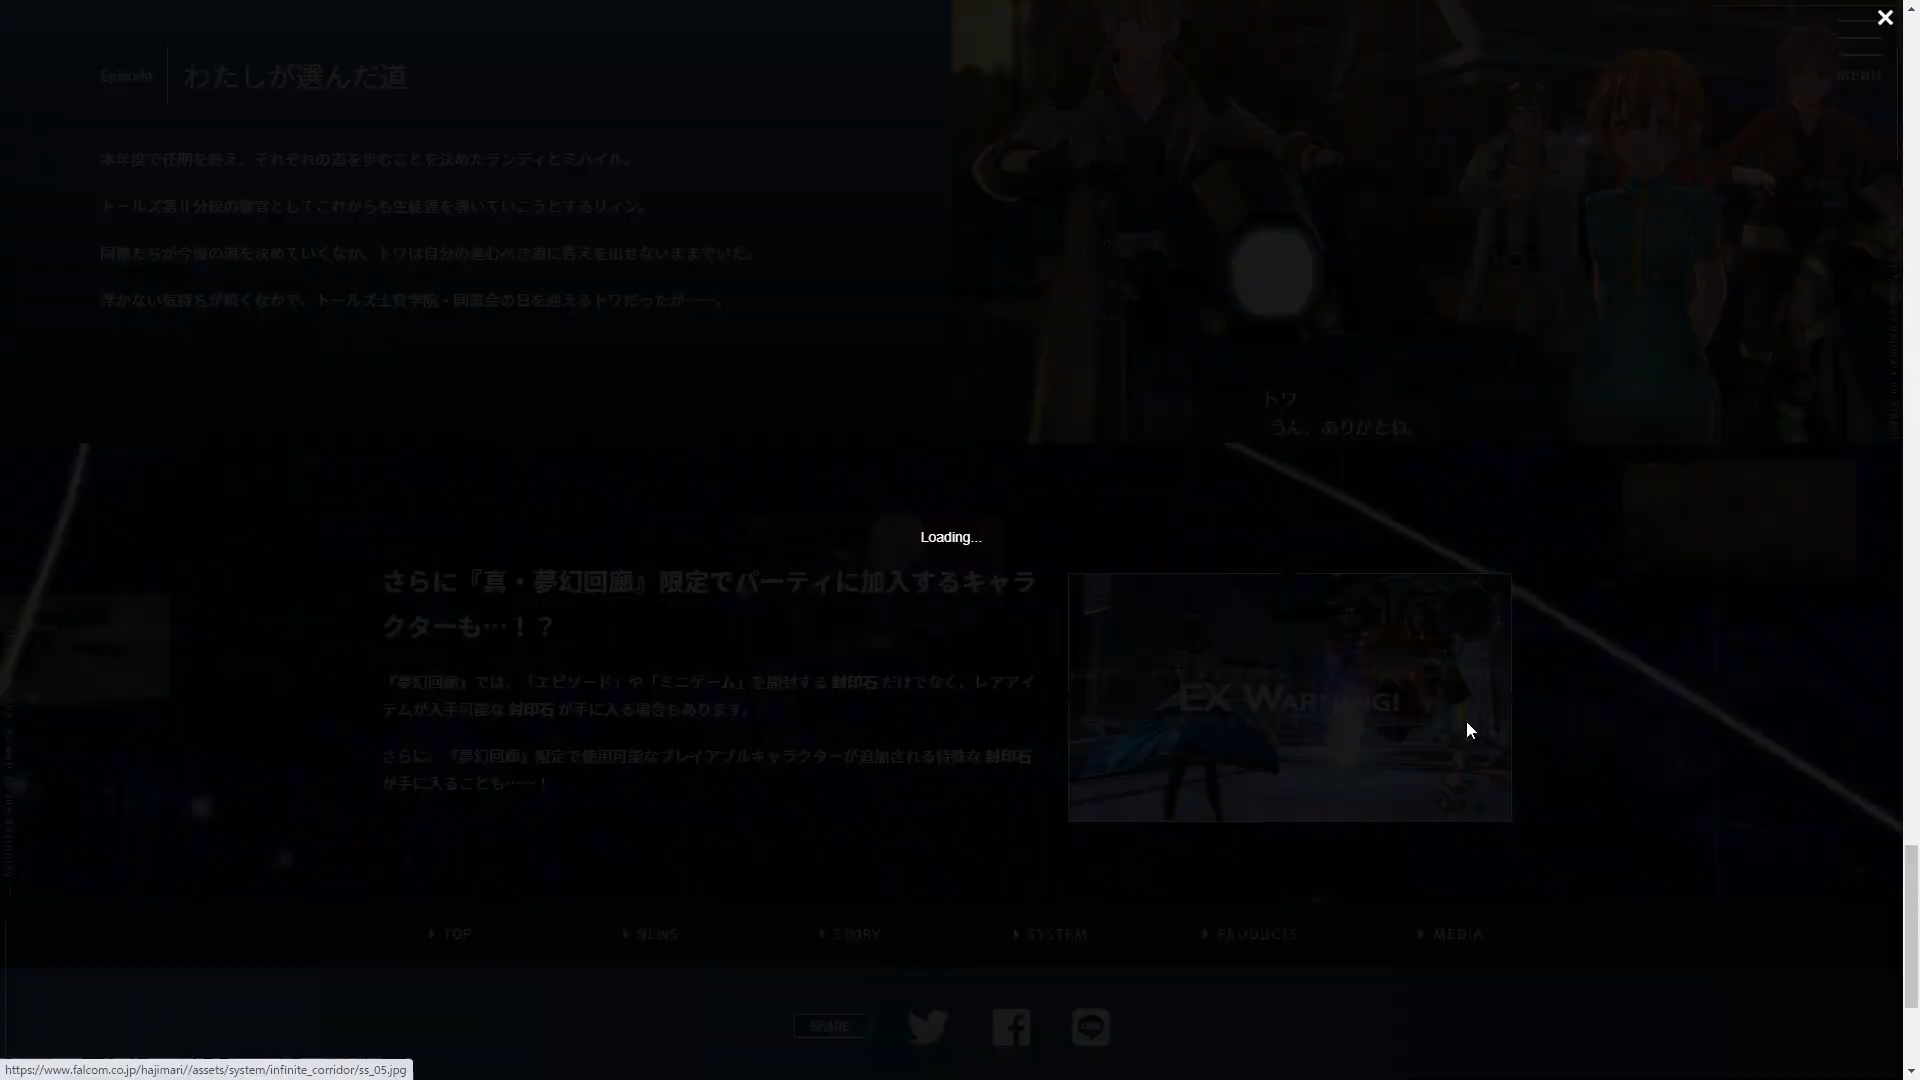 MENU
Episode
わたしが選んだ道
本年度で任期を終え、それぞれの道を歩むことを決めたランディとミハイル。
トールズ第Ⅱ分校の教官としてこれからも生徒達を導いていこうとするリィン。
同僚たちが今後の道を決めていくなか、トワは自分の進むべき道に答えを出せないままでいた。
浮かない気持ちが続くなかで、トールズ士官学院・同窓会の日を迎えるトワだったが……。
トワ
うん、ありがとね。
Loading...
さらに『真・夢幻回廊』限定でパーティに加入するキャラ
クターも…！？
『夢幻回廊』では、「エピソード」や「ミニゲーム」を開封する 封印石 だけでなく、レアアイ
テムが入手可能な 封印石 が手に入る場合もあります。
さらに、『夢幻回廊』限定で使用可能なプレイアブルキャラクターが追加される特殊な 封印石
が手に入ることも……！
EX WARNING!
TOP
NEWS
STORY
SYSTEM
PRODUCTS
MEDIA
SHARE
https://www.falcom.co.jp/hajimari//assets/system/infinite_corridor/ss_05.jpg